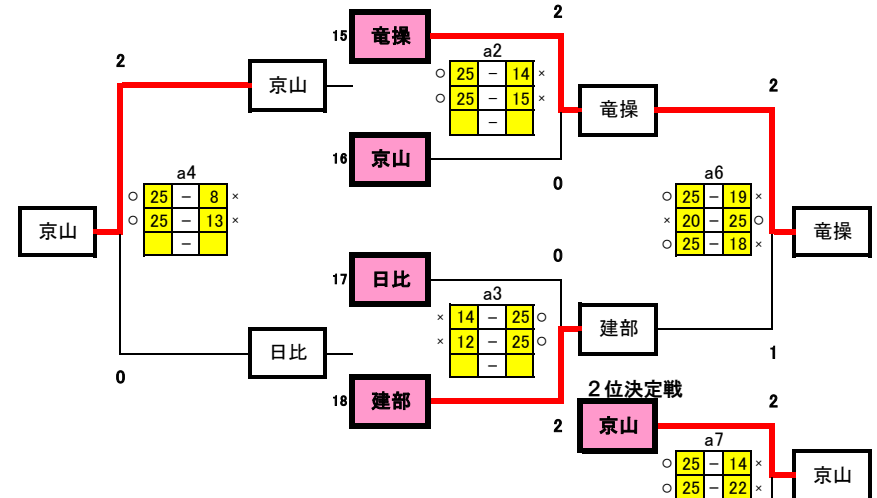 2
15 竜操
a2
2 京山 ○ 25 - 14 × 2
○ 25 - 15 × 竜操
-
16 京山
a4 0 a6
○ 25 - 8 × ○ 25 - 19 ×
京山 ○ 25 - 13 × × 20 - 25 ○ 竜操
- 0 ○ 25 - 18 ×
17 日比
a3
× 14 - 25 ○ 建部
日比 × 12 - 25 ○
- 1
0 2位決定戦
18 建部 2
2 京山
a7
○ 25 - 14 × 京山
○ 25 - 22 ×